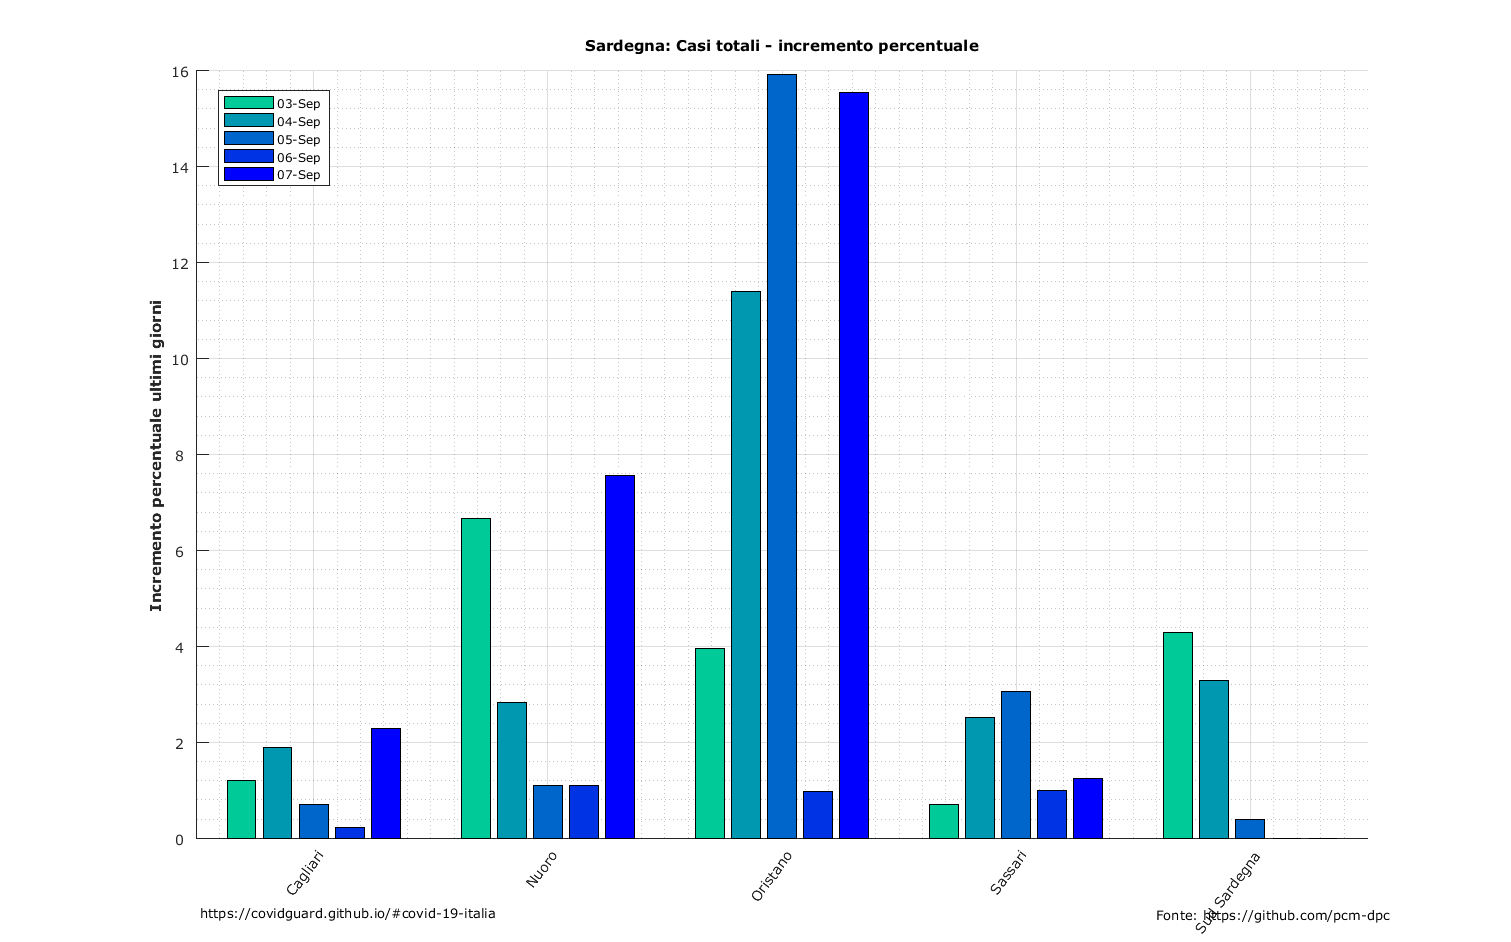 Sardegna: Casi totali - incremento percentuale
Incremento percentuale ultimi giorni
16
14
12
10
8
6
4
2
0
03-Sep
04-Sep
05-Sep
06-Sep
07-Sep
Cagliari
Nuoro
Oristano
Sassari
Sud Sardegna
https://covidguard.github.io/#covid-19-italia
Fonte: https://github.com/pcm-dpc